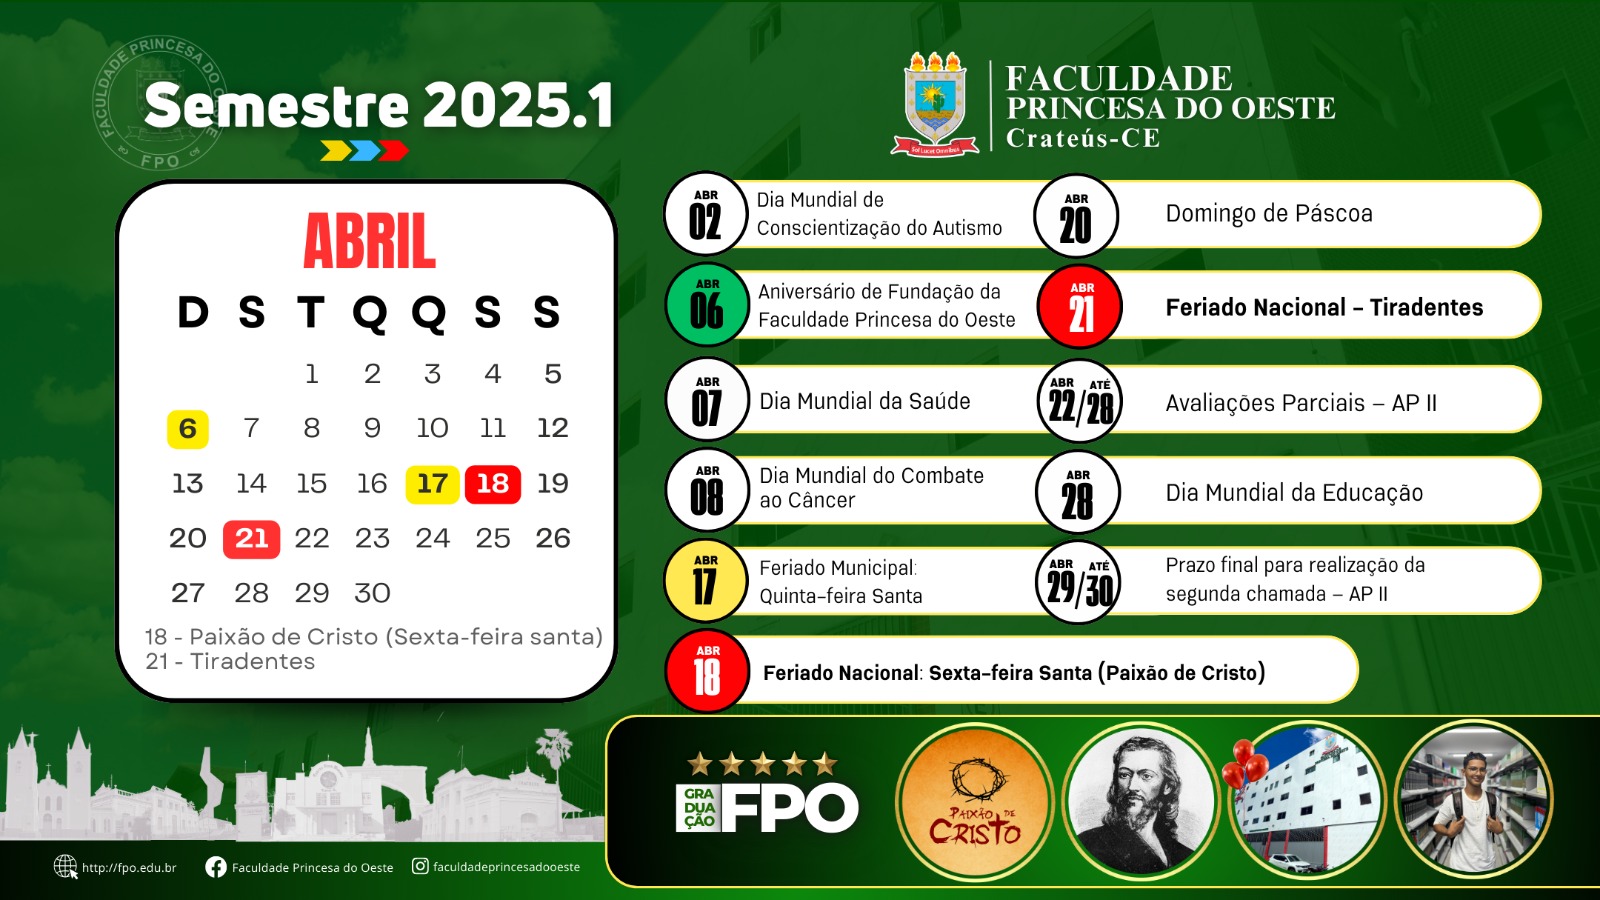 FACULDADE PRINCESA DO OESTE
FPO
Semestre 2025.1
FACULDADE
PRINCESA DO OESTE
Crateús-CE
Sol Lucet Omnibus
ABRIL
D S T Q Q S S
1 2 3 4 5
6 7 8 9 10 11 12
13 14 15 16 17 18 19
20 21 22 23 24 25 26
27 28 29 30
18 - Paixão de Cristo (Sexta-feira santa)
21 - Tiradentes
ABR
02
Dia Mundial de
Conscientização do Autismo
ABR
06
Aniversário de Fundação da
Faculdade Princesa do Oeste
ABR
07
Dia Mundial da Saúde
ABR
08
Dia Mundial do Combate
ao Câncer
ABR
17
Feriado Municipal:
Quinta-feira Santa
ABR
18
Feriado Nacional: Sexta-feira Santa (Paixão de Cristo)
ABR
20
Domingo de Páscoa
ABR
21
Feriado Nacional - Tiradentes
ABR ATÉ
22/28
Avaliações Parciais – AP II
ABR
28
Dia Mundial da Educação
ABR ATÉ
29/30
Prazo final para realização da
segunda chamada – AP II
GRA
DUA
ÇÃO
FPO
PAIXÃO DE
CRISTO
http://fpo.edu.br
Faculdade Princesa do Oeste
faculdadeprincesadooeste